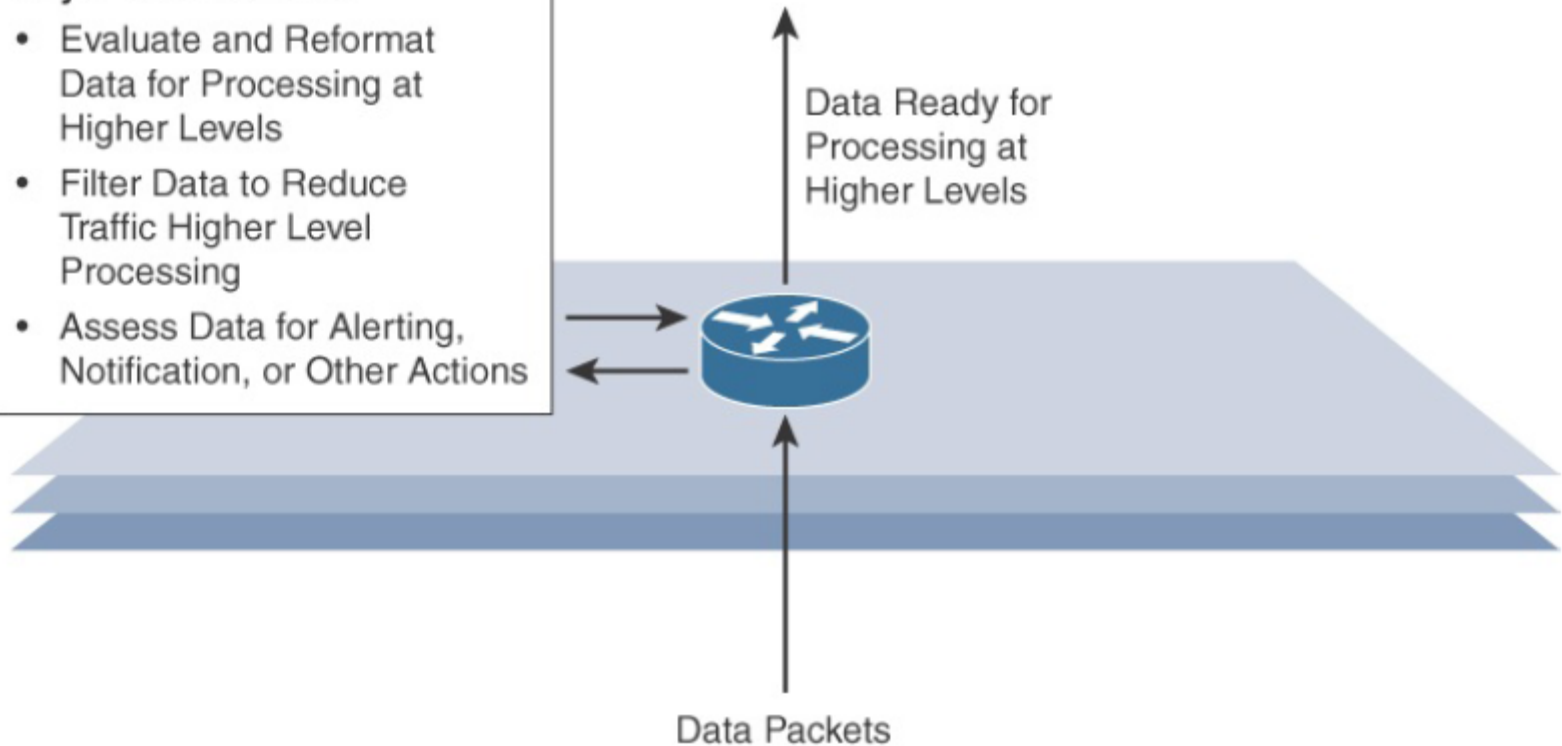 • Evaluate and Reformat
Data for Processing at
Higher Levels
• Filter Data to Reduce
Traffic Higher Level
Processing
• Assess Data for Alerting,
Notification, or Other Actions
Data Ready for
Processing at
Higher Levels
Data Packets